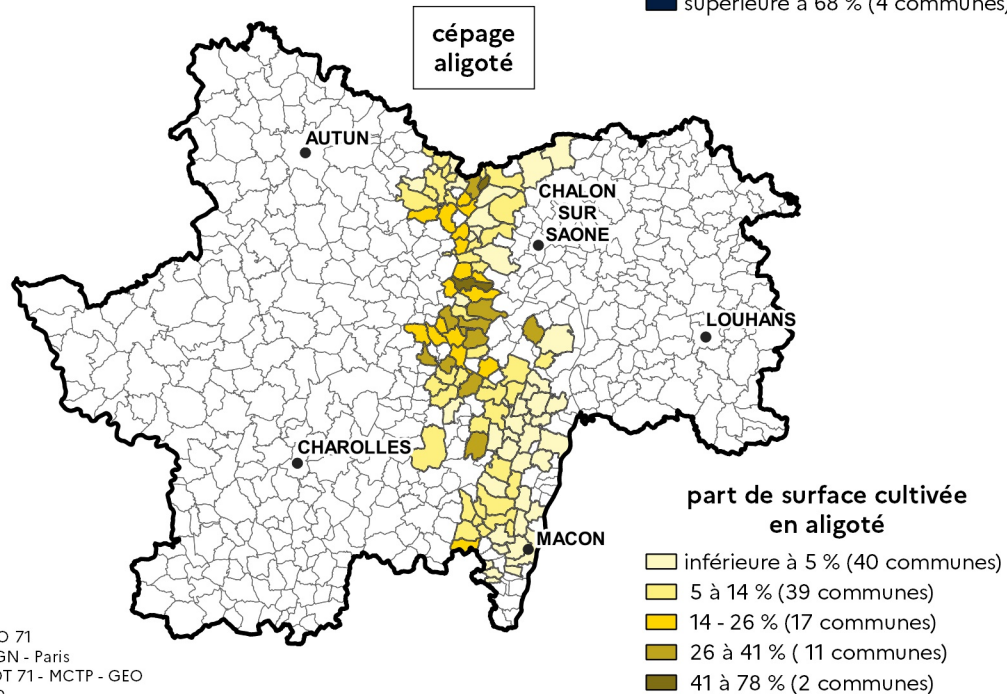 supérieure à 68 % (4 communes)
cépage
aligoté
AUTUN
CHALON
SUR
SAONE
LOUHANS
CHAROLLES
MACON
part de surface cultivée
en aligoté
inférieure à 5 % (40 communes)
5 à 14 % (39 communes)
14 - 26 % (17 communes)
26 à 41 % ( 11 communes)
41 à 78 % (2 communes)
O 71
GN - Paris
OT 71 - MCTP - GEO